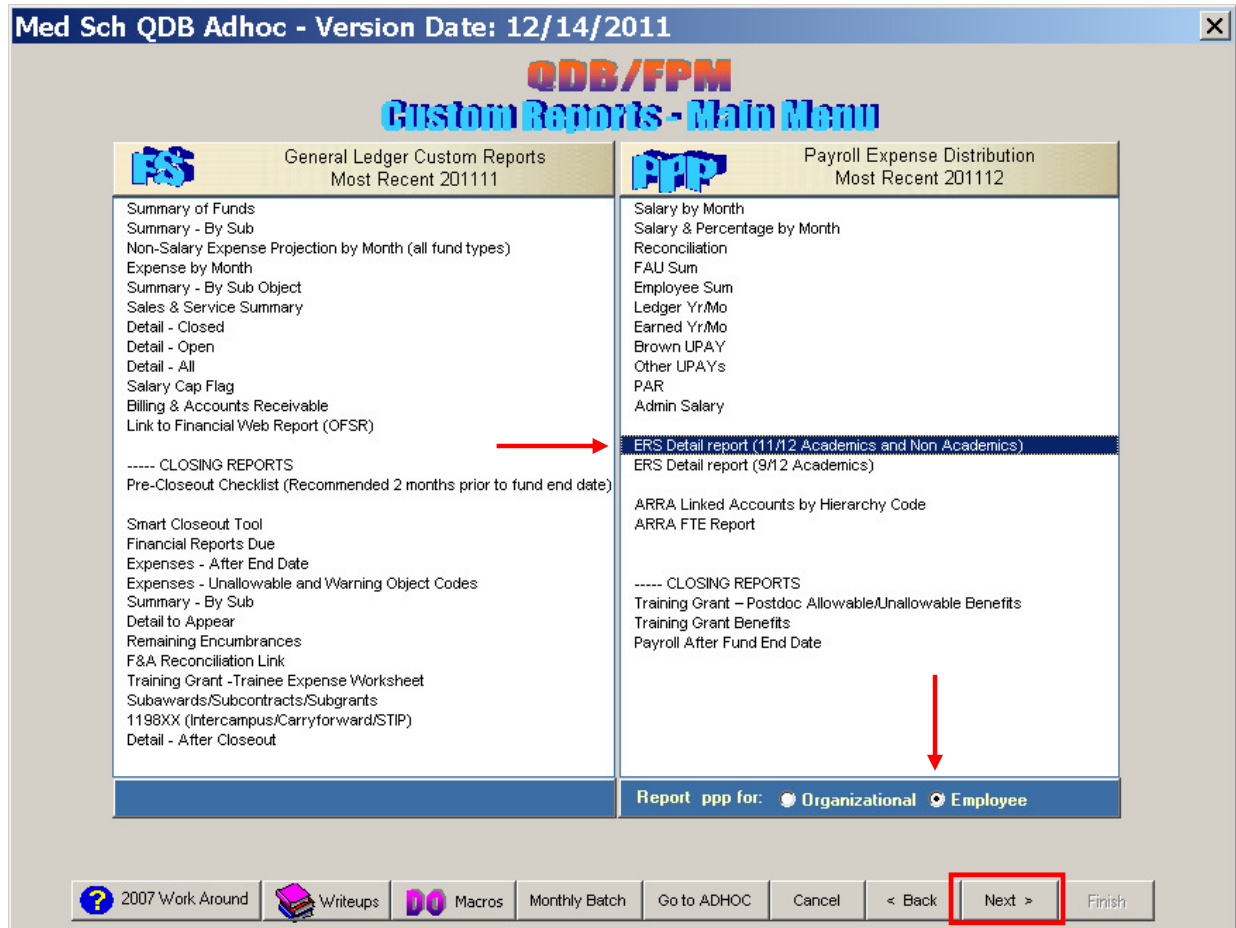 Med Sch QDB Adhoc - Version Date: 12/14/2011
QDB/FPM
Custom Reports - Main Menu
FS
General Ledger Custom Reports
Most Recent 201111
Summary of Funds
Summary - By Sub
Non-Salary Expense Projection by Month (all fund types)
Expense by Month
Summary - By Sub Object
Sales & Service Summary
Detail - Closed
Detail - Open
Detail - All
Salary Cap Flag
Billing & Accounts Receivable
Link to Financial Web Report (OFSR)
----- CLOSING REPORTS
Pre-Closeout Checklist (Recommended 2 months prior to fund end date)
Smart Closeout Tool
Financial Reports Due
Expenses - After End Date
Expenses - Unallowable and Warning Object Codes
Summary - By Sub
Detail to Appear
Remaining Encumbrances
F&A Reconciliation Link
Training Grant -Trainee Expense Worksheet
Subawards/Subcontracts/Subgrants
1198XX (Intercampus/Carryforward/STIP)
Detail - After Closeout
PPP
Payroll Expense Distribution
Most Recent 201112
Salary by Month
Salary & Percentage by Month
Reconciliation
FAU Sum
Employee Sum
Ledger Yr/Mo
Earned Yr/Mo
Brown UPAY
Other UPAYs
PAR
Admin Salary
ERS Detail report (11/12 Academics and Non Academics)
ERS Detail report (9/12 Academics)
ARRA Linked Accounts by Hierarchy Code
ARRA FTE Report
----- CLOSING REPORTS
Training Grant – Postdoc Allowable/Unallowable Benefits
Training Grant Benefits
Payroll After Fund End Date
Report ppp for: Organizational Employee
2007 Work Around Writeups DO Macros Monthly Batch Go to ADHOC Cancel < Back Next > Finish